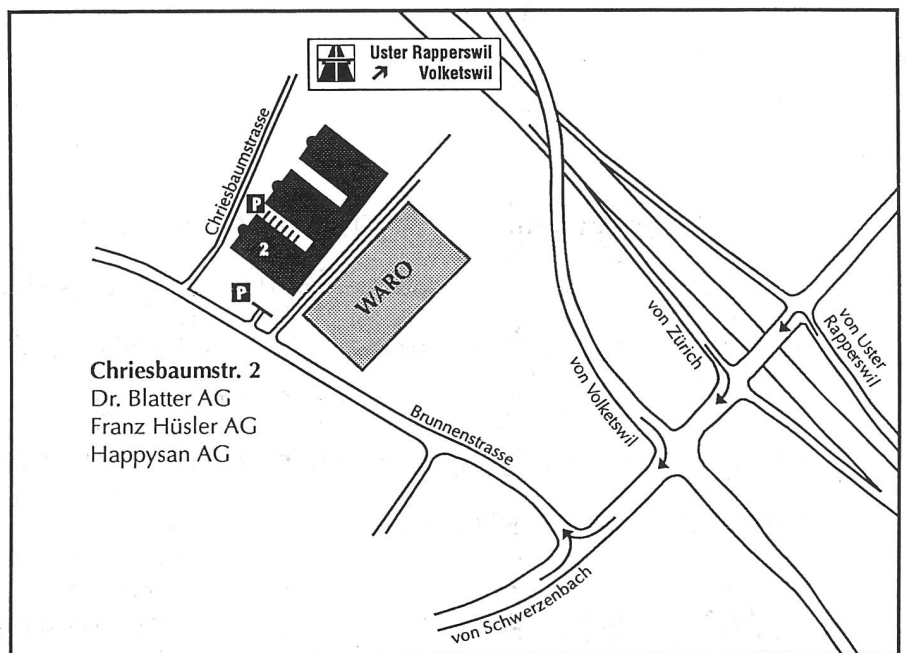 Uster Rapperswil
Volketswil
Chriesbaumstrasse
P
2
P
WARO
von Zürich
von Uster
Rapperswil
von Volketswil
Chriesbaumstr. 2
Dr. Blatter AG
Franz Hüsler AG
Happysan AG
Brunnenstrasse
von Schwerzenbach